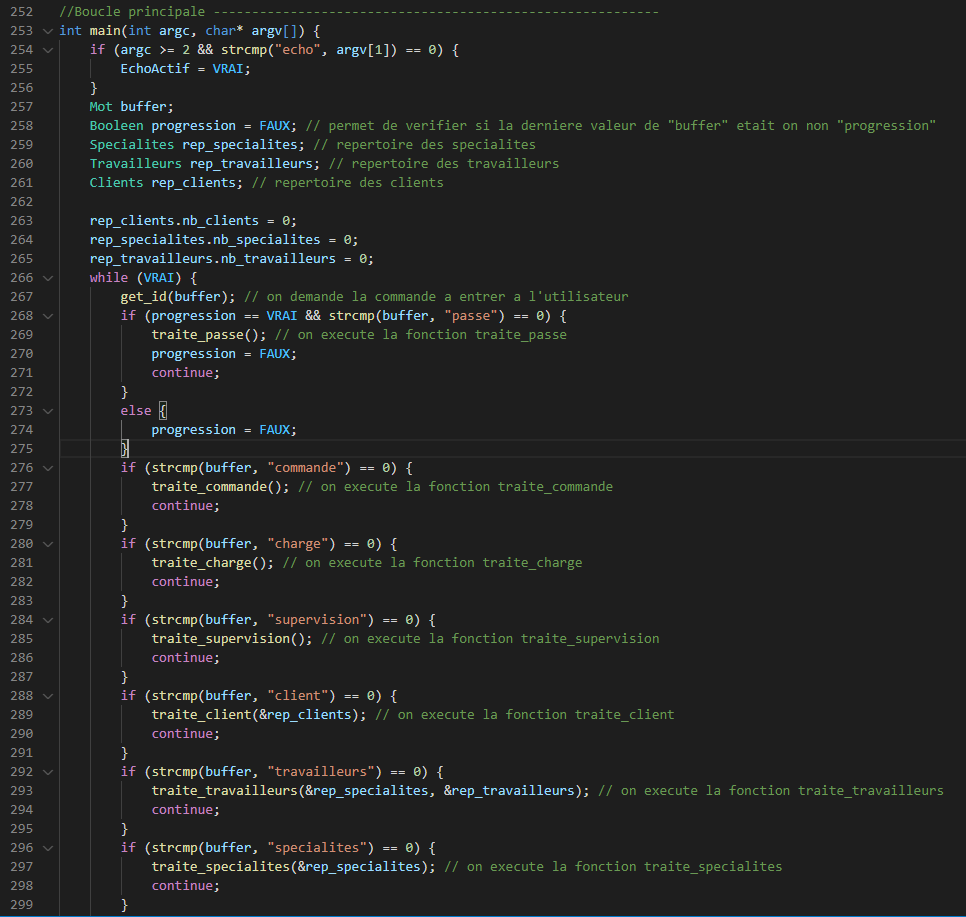 252 //Boucle principale ----------------------------------------------------------
253 int main(int argc, char* argv[]) {
254 if (argc >= 2 && strcmp("echo", argv[1]) == 0) {
255 EchoActif = VRAI;
256 }
257 Mot buffer;
258 Booleen progression = FAUX; // permet de verifier si la derniere valeur de "buffer" etait on non "progression"
259 Specialites rep_specialites; // repertoire des specialites
260 Travailleurs rep_travailleurs; // repertoire des travailleurs
261 Clients rep_clients; // repertoire des clients
262
263 rep_clients.nb_clients = 0;
264 rep_specialites.nb_specialites = 0;
265 rep_travailleurs.nb_travailleurs = 0;
266 while (VRAI) {
267 get_id(buffer); // on demande la commande a entrer a l'utilisateur
268 if (progression == VRAI && strcmp(buffer, "passe") == 0) {
269 traite_passe(); // on execute la fonction traite_passe
270 progression = FAUX;
271 continue;
272 }
273 else {
274 progression = FAUX;
275 }
276 if (strcmp(buffer, "commande") == 0) {
277 traite_commande(); // on execute la fonction traite_commande
278 continue;
279 }
280 if (strcmp(buffer, "charge") == 0) {
281 traite_charge(); // on execute la fonction traite_charge
282 continue;
283 }
284 if (strcmp(buffer, "supervision") == 0) {
285 traite_supervision(); // on execute la fonction traite_supervision
286 continue;
287 }
288 if (strcmp(buffer, "client") == 0) {
289 traite_client(&rep_clients); // on execute la fonction traite_client
290 continue;
291 }
292 if (strcmp(buffer, "travailleurs") == 0) {
293 traite_travailleurs(&rep_specialites, &rep_travailleurs); // on execute la fonction traite_travailleurs
294 continue;
295 }
296 if (strcmp(buffer, "specialites") == 0) {
297 traite_specialites(&rep_specialites); // on execute la fonction traite_specialites
298 continue;
299 }